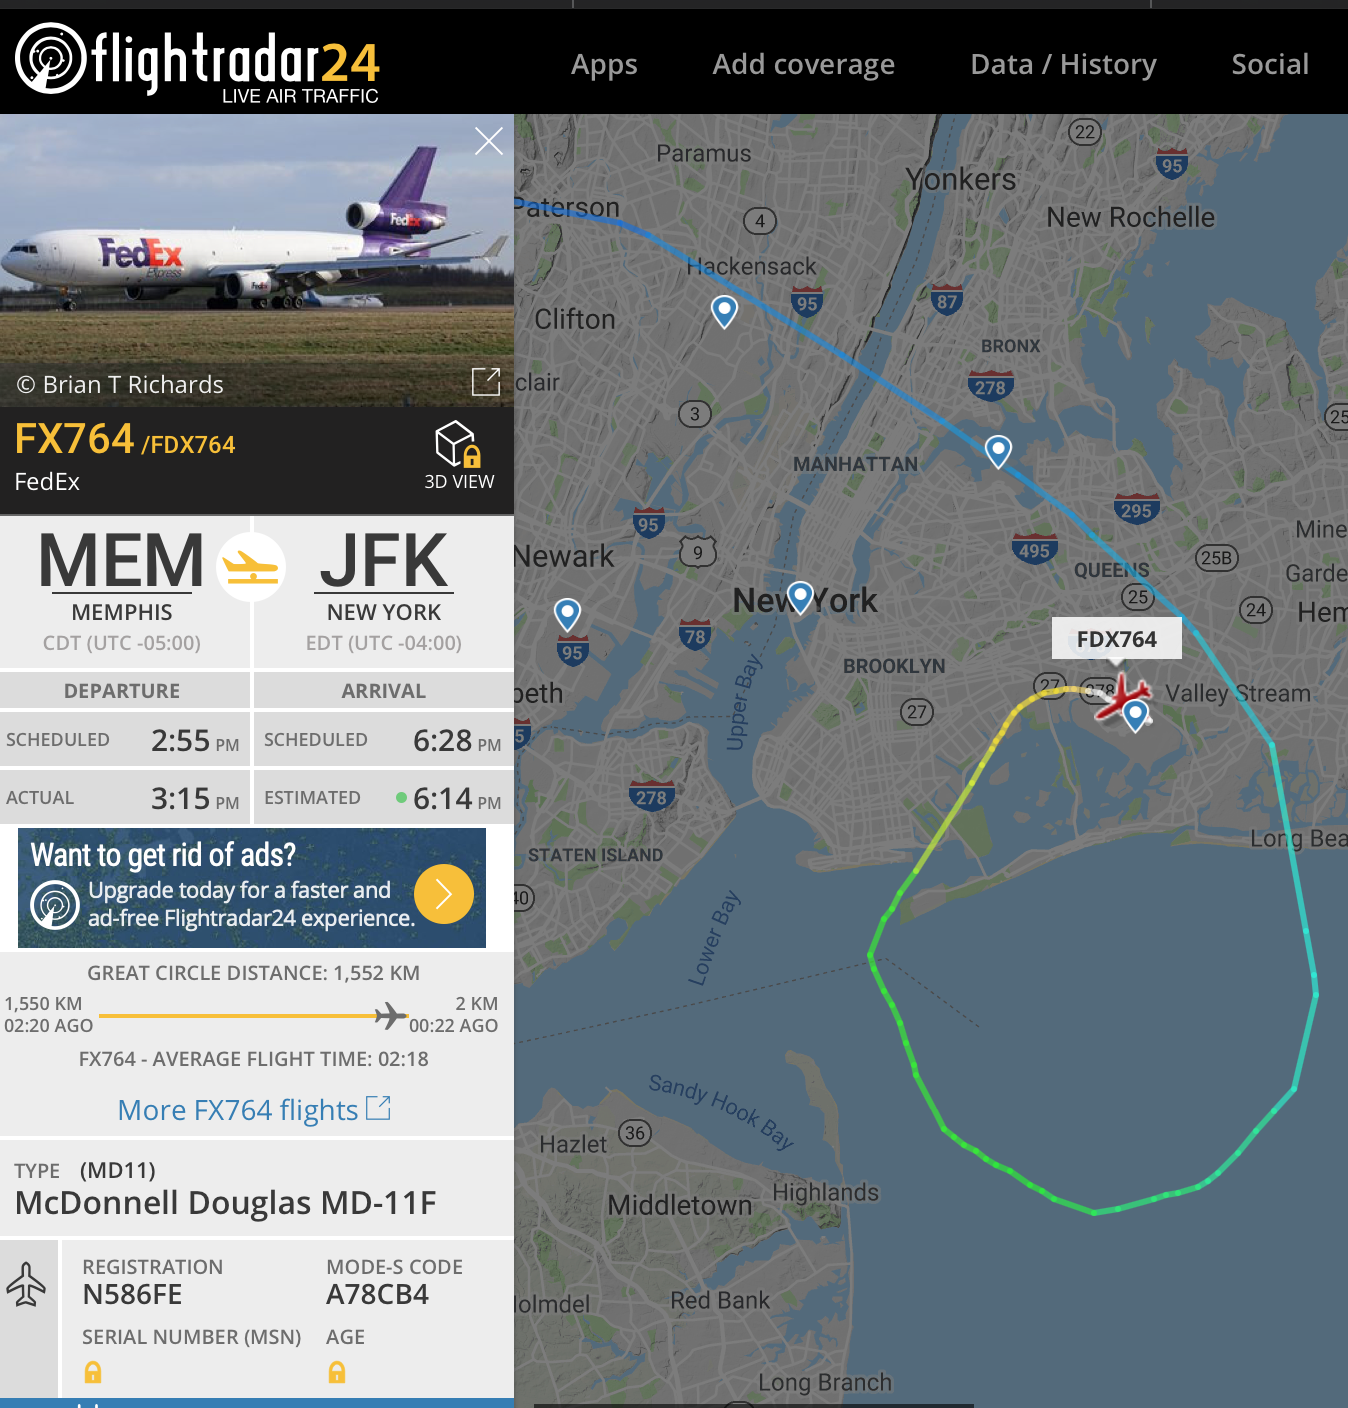 flightradar24
LIVE AIR TRAFFIC
Apps
Add coverage
Data / History
Social
FedEx
Express
FedEx
FedEx
© Brian T Richards
FX764 /FDX764
FedEx
3D VIEW
MEM
JFK
MEMPHIS
NEW YORK
CDT (UTC -05:00)
EDT (UTC -04:00)
DEPARTURE
ARRIVAL
SCHEDULED 2:55 PM
SCHEDULED 6:28 PM
ACTUAL 3:15 PM
ESTIMATED 6:14 PM
Want to get rid of ads?
Upgrade today for a faster and
ad-free Flightradar24 experience.
GREAT CIRCLE DISTANCE: 1,552 KM
1,550 KM
2 KM
02:20 AGO
00:22 AGO
FX764 - AVERAGE FLIGHT TIME: 02:18
More FX764 flights
TYPE (MD11)
McDonnell Douglas MD-11F
REGISTRATION
MODE-S CODE
N586FE
A78CB4
SERIAL NUMBER (MSN)
AGE
22
Paramus
95
Yonkers
Paterson
4
New Rochelle
Hackensack
95
87
Clifton
BRONX
clair
278
3
25
MANHATTAN
295
95
Mine
9
495
25B
Newark
QUEENS
Garde
25
New York
24
Hem
95
78
FDX764
BROOKLYN
27
678
Valley Stream
beth
27
Upper Bay
5
278
Long Bea
STATEN ISLAND
40
Lower Bay
Sandy Hook Bay
36
Hazlet
Middletown
Highlands
olmdel
Red Bank
Long Branch